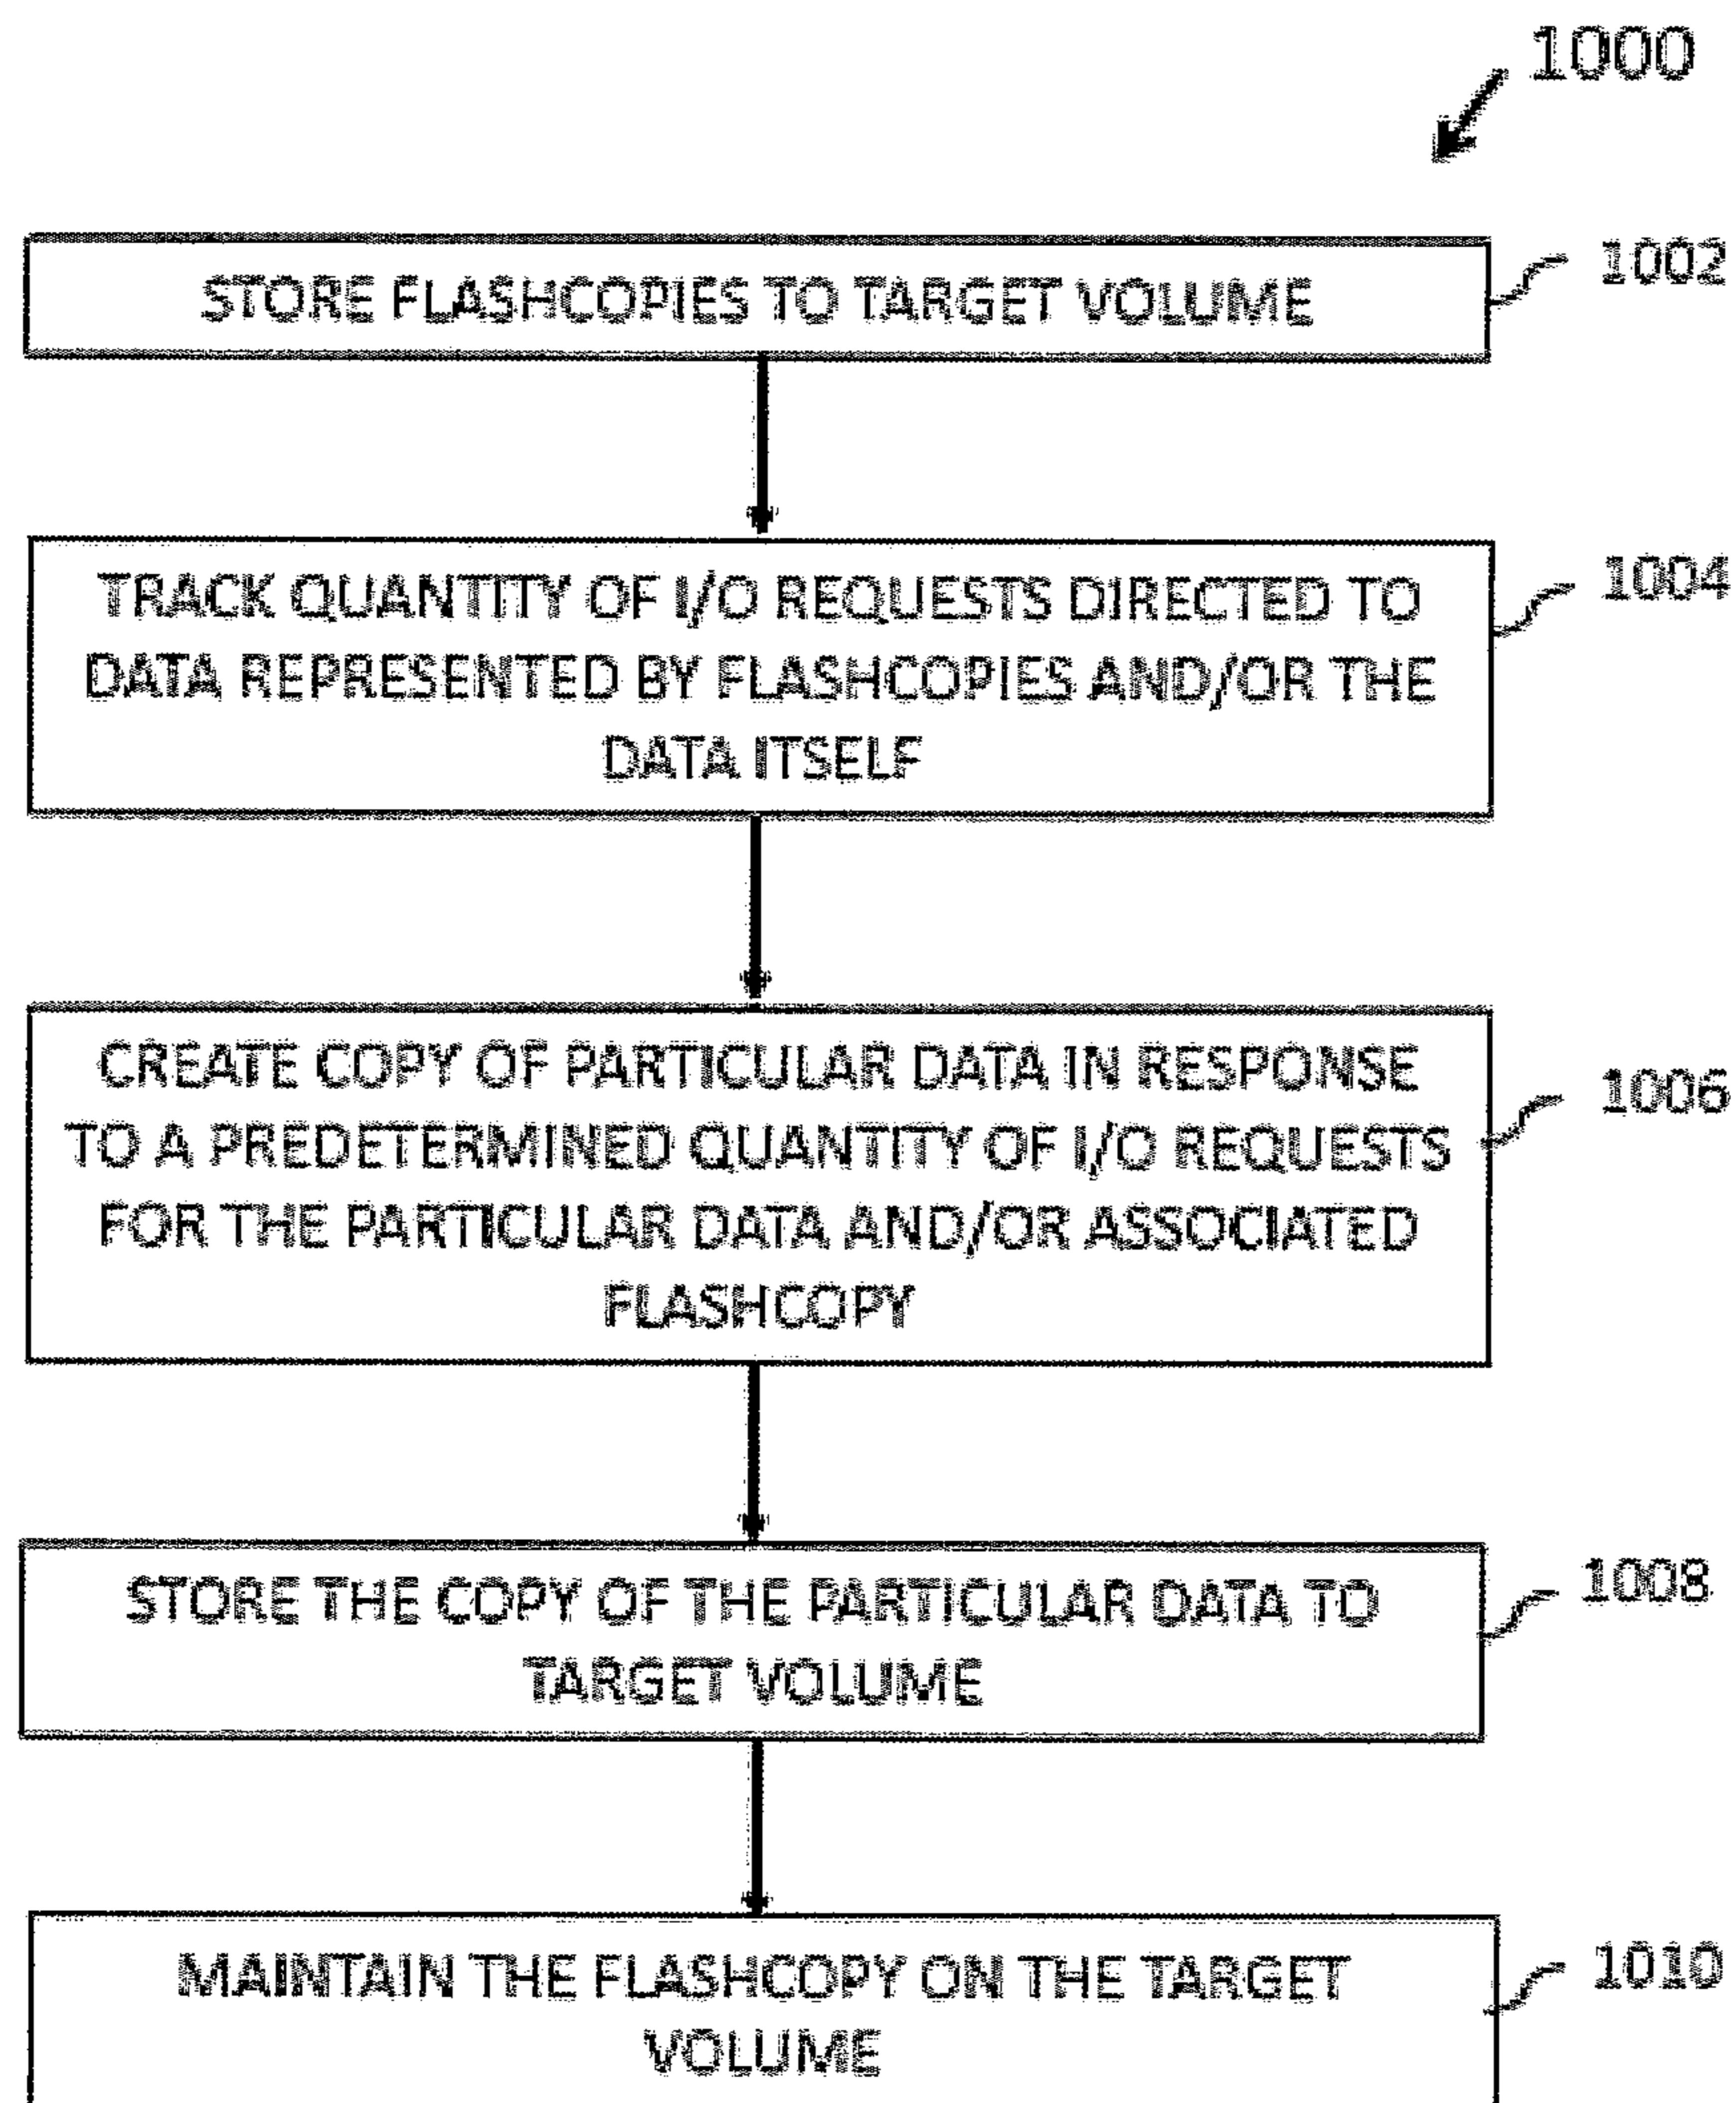 1000
STORE FLASHCOPIES TO TARGET VOLUME
1002
TRACK QUANTITY OF I/O REQUESTS DIRECTED TO
DATA REPRESENTED BY FLASHCOPIES AND/OR THE
DATA ITSELF
1004
CREATE COPY OF PARTICULAR DATA IN RESPONSE
TO A PREDETERMINED QUANTITY OF I/O REQUESTS
FOR THE PARTICULAR DATA AND/OR ASSOCIATED
FLASHCOPY
1006
STORE THE COPY OF THE PARTICULAR DATA TO
TARGET VOLUME
1008
MAINTAIN THE FLASHCOPY ON THE TARGET
VOLUME
1010